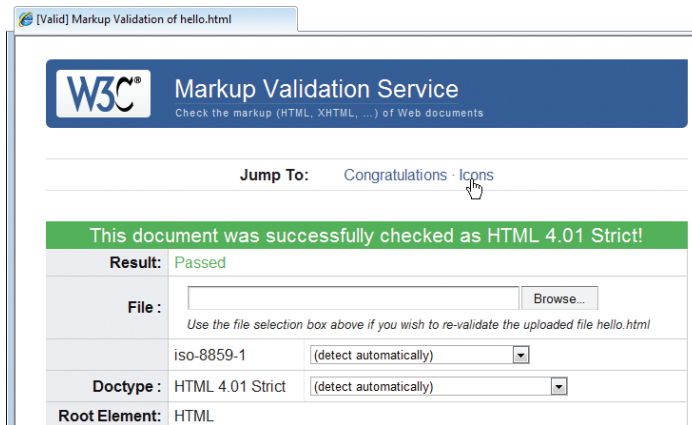 [Valid] Markup Validation of hello.html
W3C®
Markup Validation Service
Check the markup (HTML, XHTML, ...) of Web documents
Jump To: Congratulations · Icons
This document was successfully checked as HTML 4.01 Strict!
Result: Passed
File : Browse...
Use the file selection box above if you wish to re-validate the uploaded file hello.html
iso-8859-1 (detect automatically)
Doctype : HTML 4.01 Strict (detect automatically)
Root Element: HTML